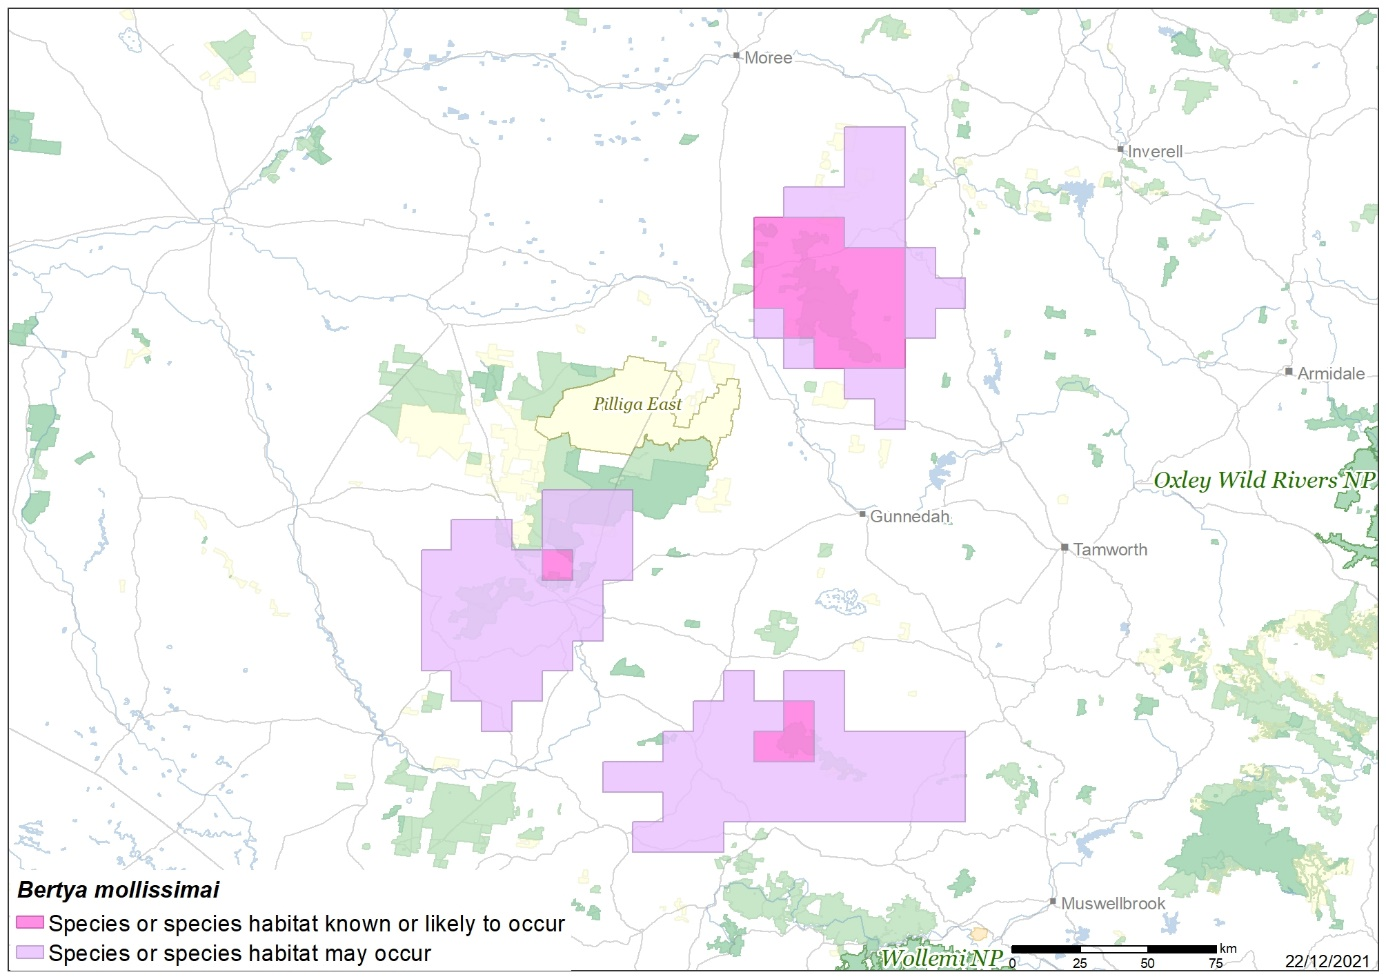 Moree
Inverell
Pilliga East
Armidale
Oxley Wild Rivers NP
Gunnedah
Tamworth
Bertya mollissimai
Species or species habitat known or likely to occur
Species or species habitat may occur
Muswellbrook
Wollemi NP
km
0 25 50 75
22/12/2021